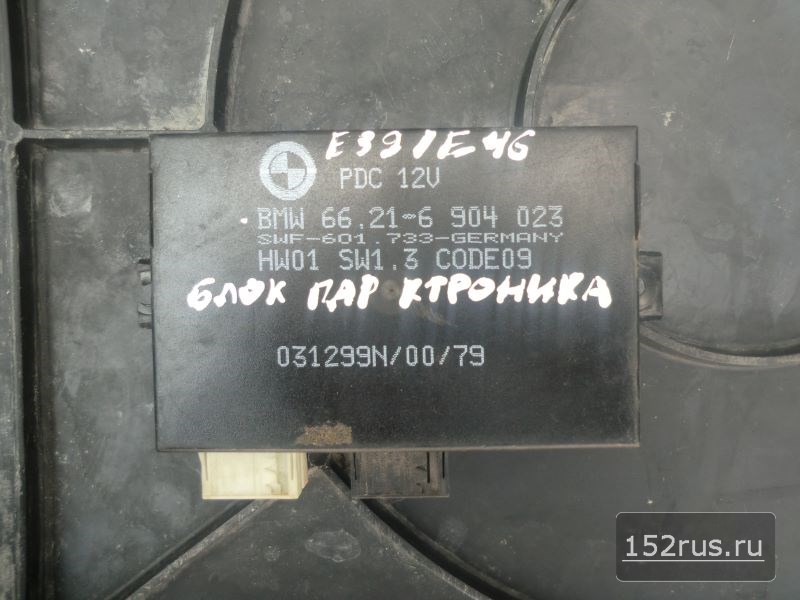 E39/E46
PDC 12V
BMW 66.21-6 904 023
SWF-601.733-GERMANY
HW01 SW1.3 CODE09
БЛОК ПАР КТРОНИКА
031299N/00/79
152rus.ru